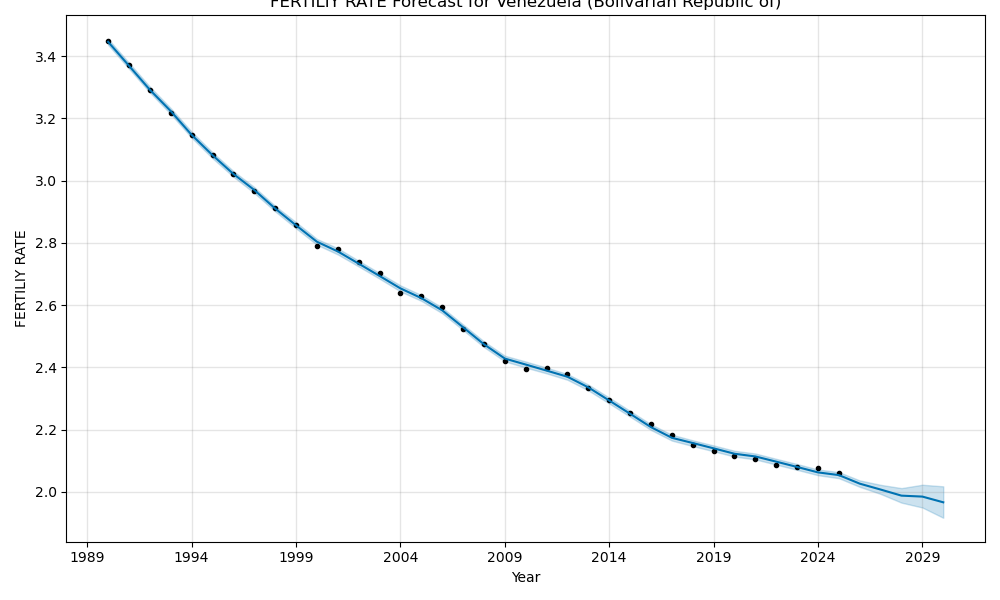 FERTILIY RATE Forecast for Venezuela (Bolivarian Republic of)
3.4
3.2
3.0
2.8
2.6
2.4
2.2
2.0
FERTILIY RATE
1989 1994 1999 2004 2009 2014 2019 2024 2029
Year